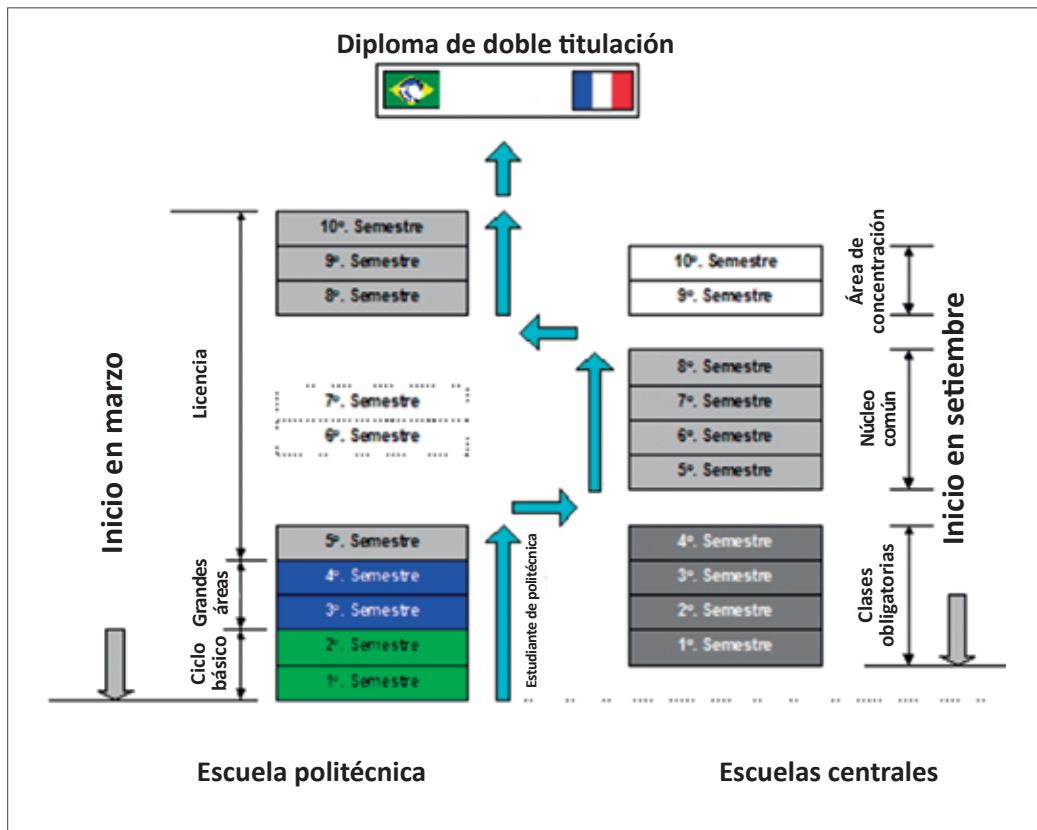 Diploma de doble titulación
10º. Semestre
9º. Semestre
8º. Semestre
7º. Semestre
6º. Semestre
5º. Semestre
4º. Semestre
3º. Semestre
2º. Semestre
1º. Semestre
Inicio en marzo
Licencia
Grandes
áreas
Ciclo
básico
Estudiante de politécnica
10º. Semestre
9º. Semestre
8º. Semestre
7º. Semestre
6º. Semestre
5º. Semestre
4º. Semestre
3º. Semestre
2º. Semestre
1º. Semestre
Área de
concentración
Núcleo
común
Clases
obligatorias
Inicio en setiembre
Escuela politécnica
Escuelas centrales